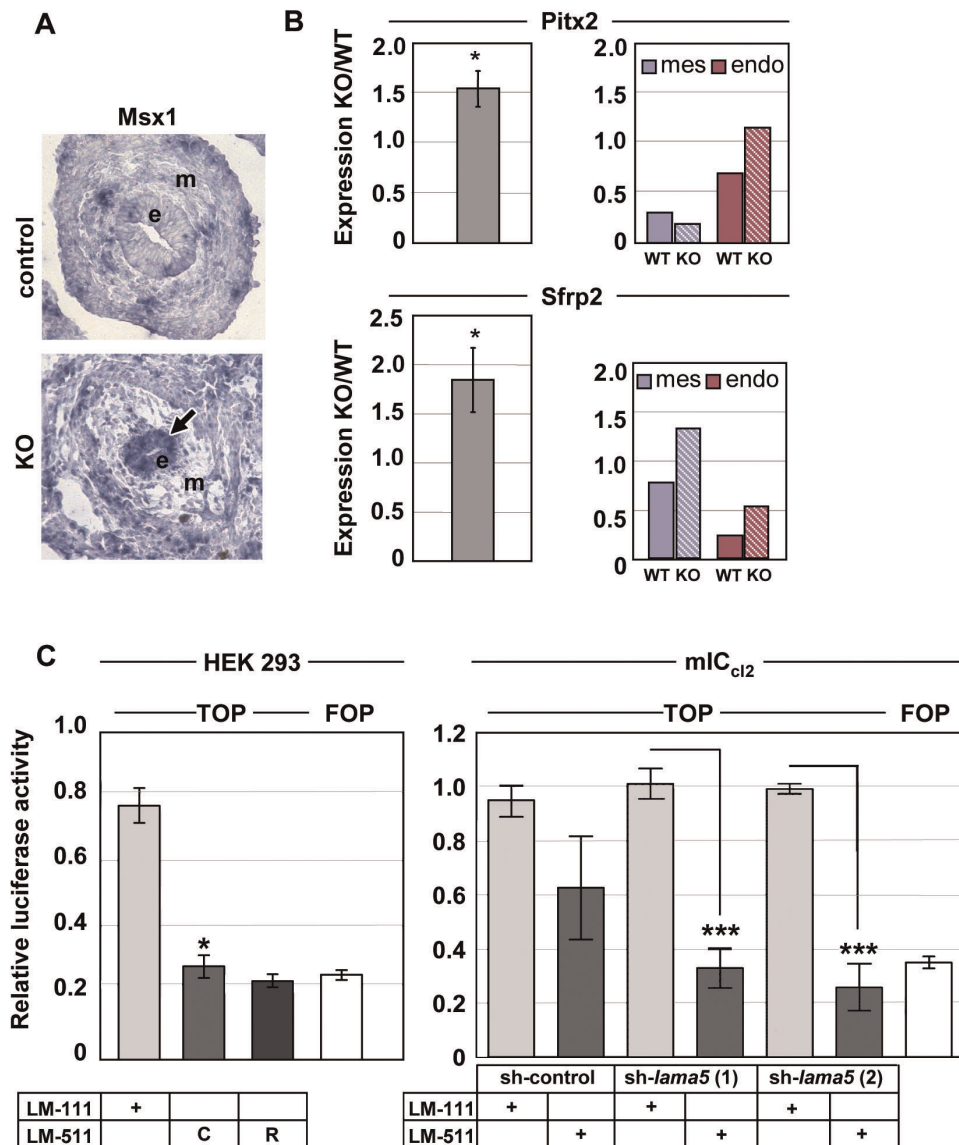 A
Msx1
control
m
e
KO
e
m
B
Pitx2
Expression KO/WT
2.0
1.5
1.0
0.5
0
*
2.0
1.5
1.0
0.5
0
mes endo
WT KO WT KO
Sfrp2
Expression KO/WT
2.5
2.0
1.5
1.0
0.5
0
*
2.0
1.5
1.0
0.5
0
mes endo
WT KO WT KO
C
HEK 293
TOP FOP
Relative luciferase activity
1.0
0.8
0.6
0.4
0.2
0
*
LM-111 +
LM-511 C R
mICcl2
TOP FOP
1.2
1.0
0.8
0.6
0.4
0.2
0
***
***
sh-control sh-lama5 (1) sh-lama5 (2)
LM-111 + + +
LM-511 + + +